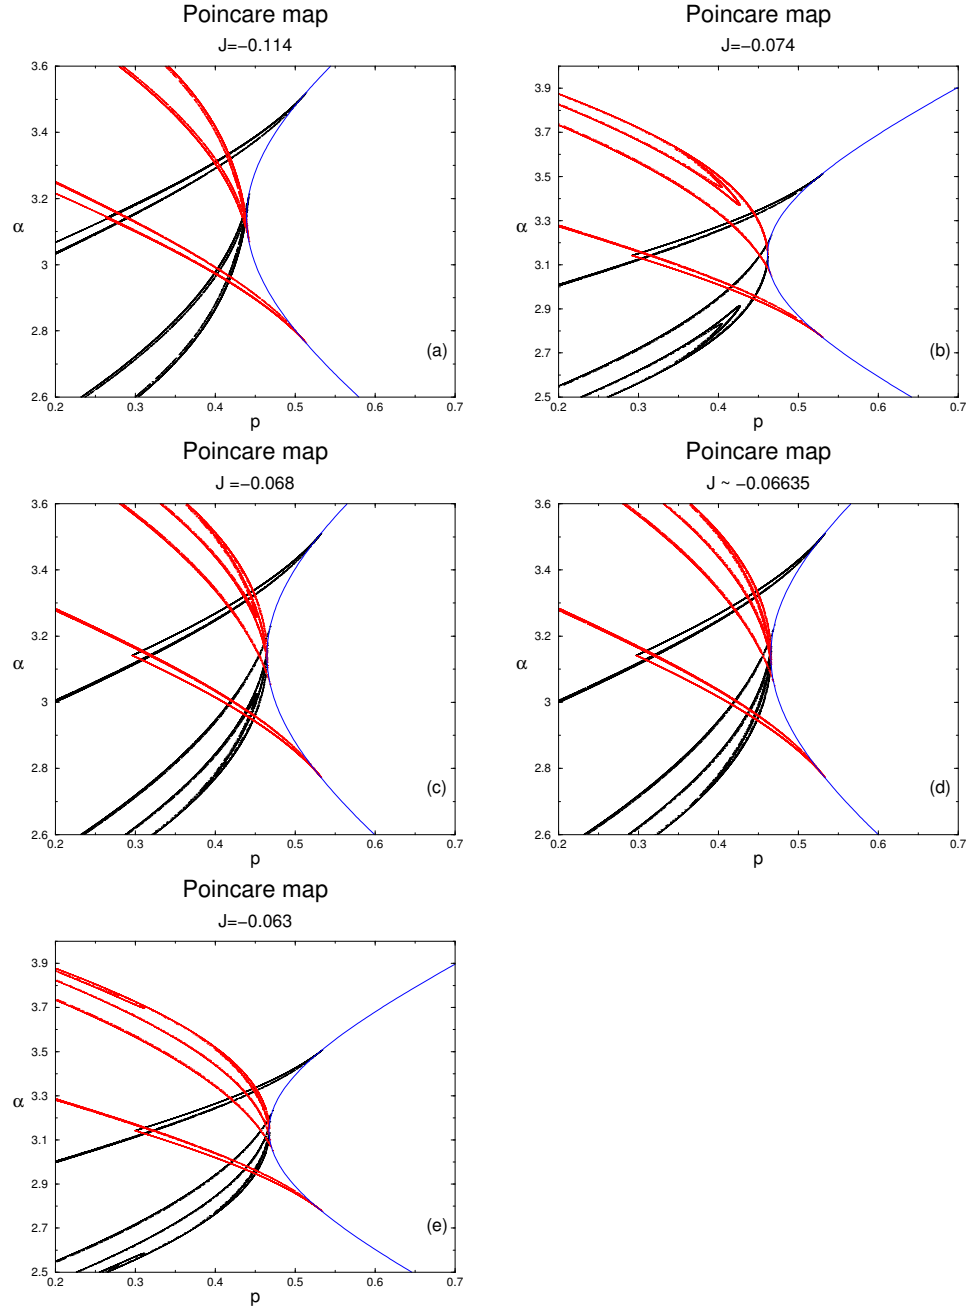 Poincare map
J=−0.114
3.6
3.4
3.2
α
3
2.8
2.6
(a)
0.2 0.3 0.4 0.5 0.6 0.7
p
Poincare map
J=−0.074
3.9
3.7
3.5
α
3.3
3.1
2.9
2.7
2.5
(b)
0.2 0.3 0.4 0.5 0.6 0.7
p
Poincare map
J =−0.068
3.6
3.4
3.2
α
3
2.8
2.6
(c)
0.2 0.3 0.4 0.5 0.6 0.7
p
Poincare map
J ~ −0.06635
3.6
3.4
3.2
α
3
2.8
2.6
(d)
0.2 0.3 0.4 0.5 0.6 0.7
p
Poincare map
J=−0.063
3.9
3.7
3.5
α
3.3
3.1
2.9
2.7
2.5
(e)
0.2 0.3 0.4 0.5 0.6 0.7
p